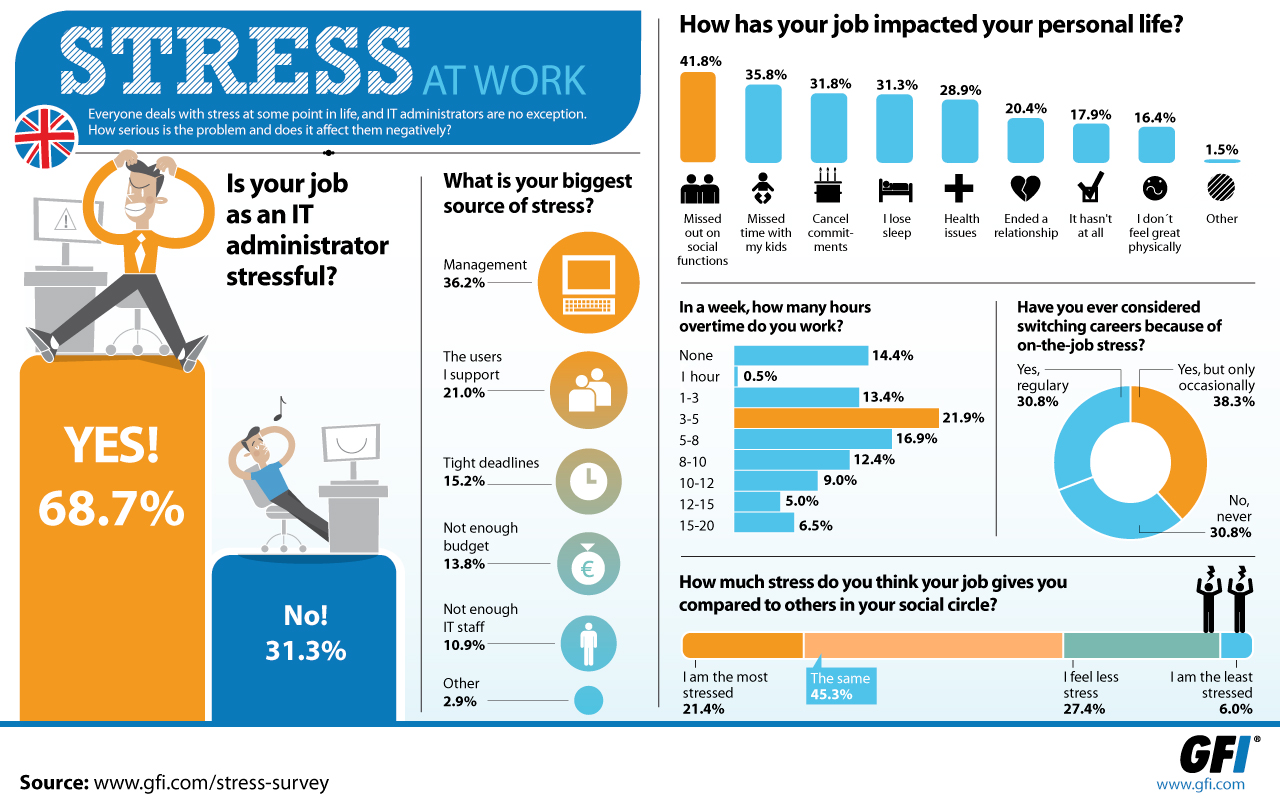 STRESS AT WORK
Everyone deals with stress at some point in life, and IT administrators are no exception.
How serious is the problem and does it affect them negatively?
Is your job
as an IT
administrator
stressful?
YES!
68.7%
No!
31.3%
What is your biggest
source of stress?
Management
36.2%
The users
I support
21.0%
Tight deadlines
15.2%
Not enough
budget
13.8%
€
Not enough
IT staff
10.9%
Other
2.9%
How has your job impacted your personal life?
41.8%
Missed
out on
social
functions
35.8%
Missed
time with
my kids
31.8%
Cancel
commit-
ments
31.3%
I lose
sleep
28.9%
Health
issues
20.4%
Ended a
relationship
17.9%
It hasn't
at all
16.4%
I don´t
feel great
physically
1.5%
Other
In a week, how many hours
overtime do you work?
None 14.4%
1 hour 0.5%
1-3 13.4%
3-5 21.9%
5-8 16.9%
8-10 12.4%
10-12 9.0%
12-15 5.0%
15-20 6.5%
Have you ever considered
switching careers because of
on-the-job stress?
Yes,
regulary
30.8%
Yes, but only
occasionally
38.3%
No,
never
30.8%
How much stress do you think your job gives you
compared to others in your social circle?
I am the most
stressed
21.4%
The same
45.3%
I feel less
stress
27.4%
I am the least
stressed
6.0%
Source: www.gfi.com/stress-survey
GFI®
www.gfi.com